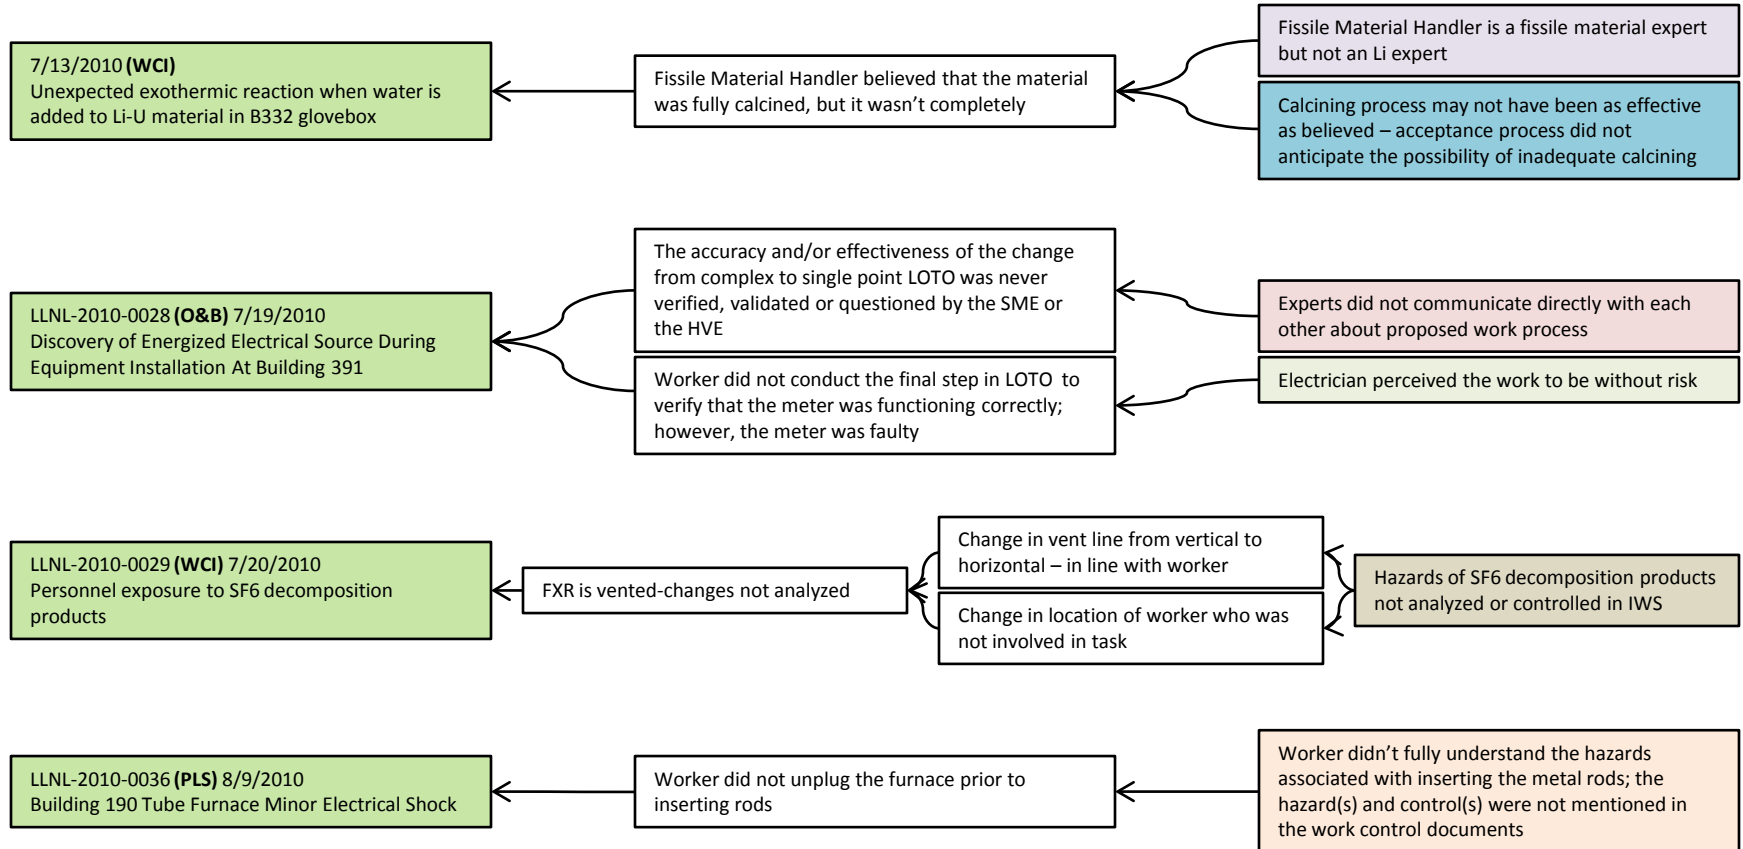 7/13/2010 (WCI)
Unexpected exothermic reaction when water is
added to Li-U material in B332 glovebox
Fissile Material Handler believed that the material
was fully calcined, but it wasn't completely
Fissile Material Handler is a fissile material expert
but not an Li expert
Calcining process may not have been as effective
as believed – acceptance process did not
anticipate the possibility of inadequate calcining
LLNL-2010-0028 (O&B) 7/19/2010
Discovery of Energized Electrical Source During
Equipment Installation At Building 391
The accuracy and/or effectiveness of the change
from complex to single point LOTO was never
verified, validated or questioned by the SME or
the HVE
Worker did not conduct the final step in LOTO to
verify that the meter was functioning correctly;
however, the meter was faulty
Experts did not communicate directly with each
other about proposed work process
Electrician perceived the work to be without risk
LLNL-2010-0029 (WCI) 7/20/2010
Personnel exposure to SF6 decomposition
products
FXR is vented-changes not analyzed
Change in vent line from vertical to
horizontal – in line with worker
Change in location of worker who was
not involved in task
Hazards of SF6 decomposition products
not analyzed or controlled in IWS
LLNL-2010-0036 (PLS) 8/9/2010
Building 190 Tube Furnace Minor Electrical Shock
Worker did not unplug the furnace prior to
inserting rods
Worker didn't fully understand the hazards
associated with inserting the metal rods; the
hazard(s) and control(s) were not mentioned in
the work control documents